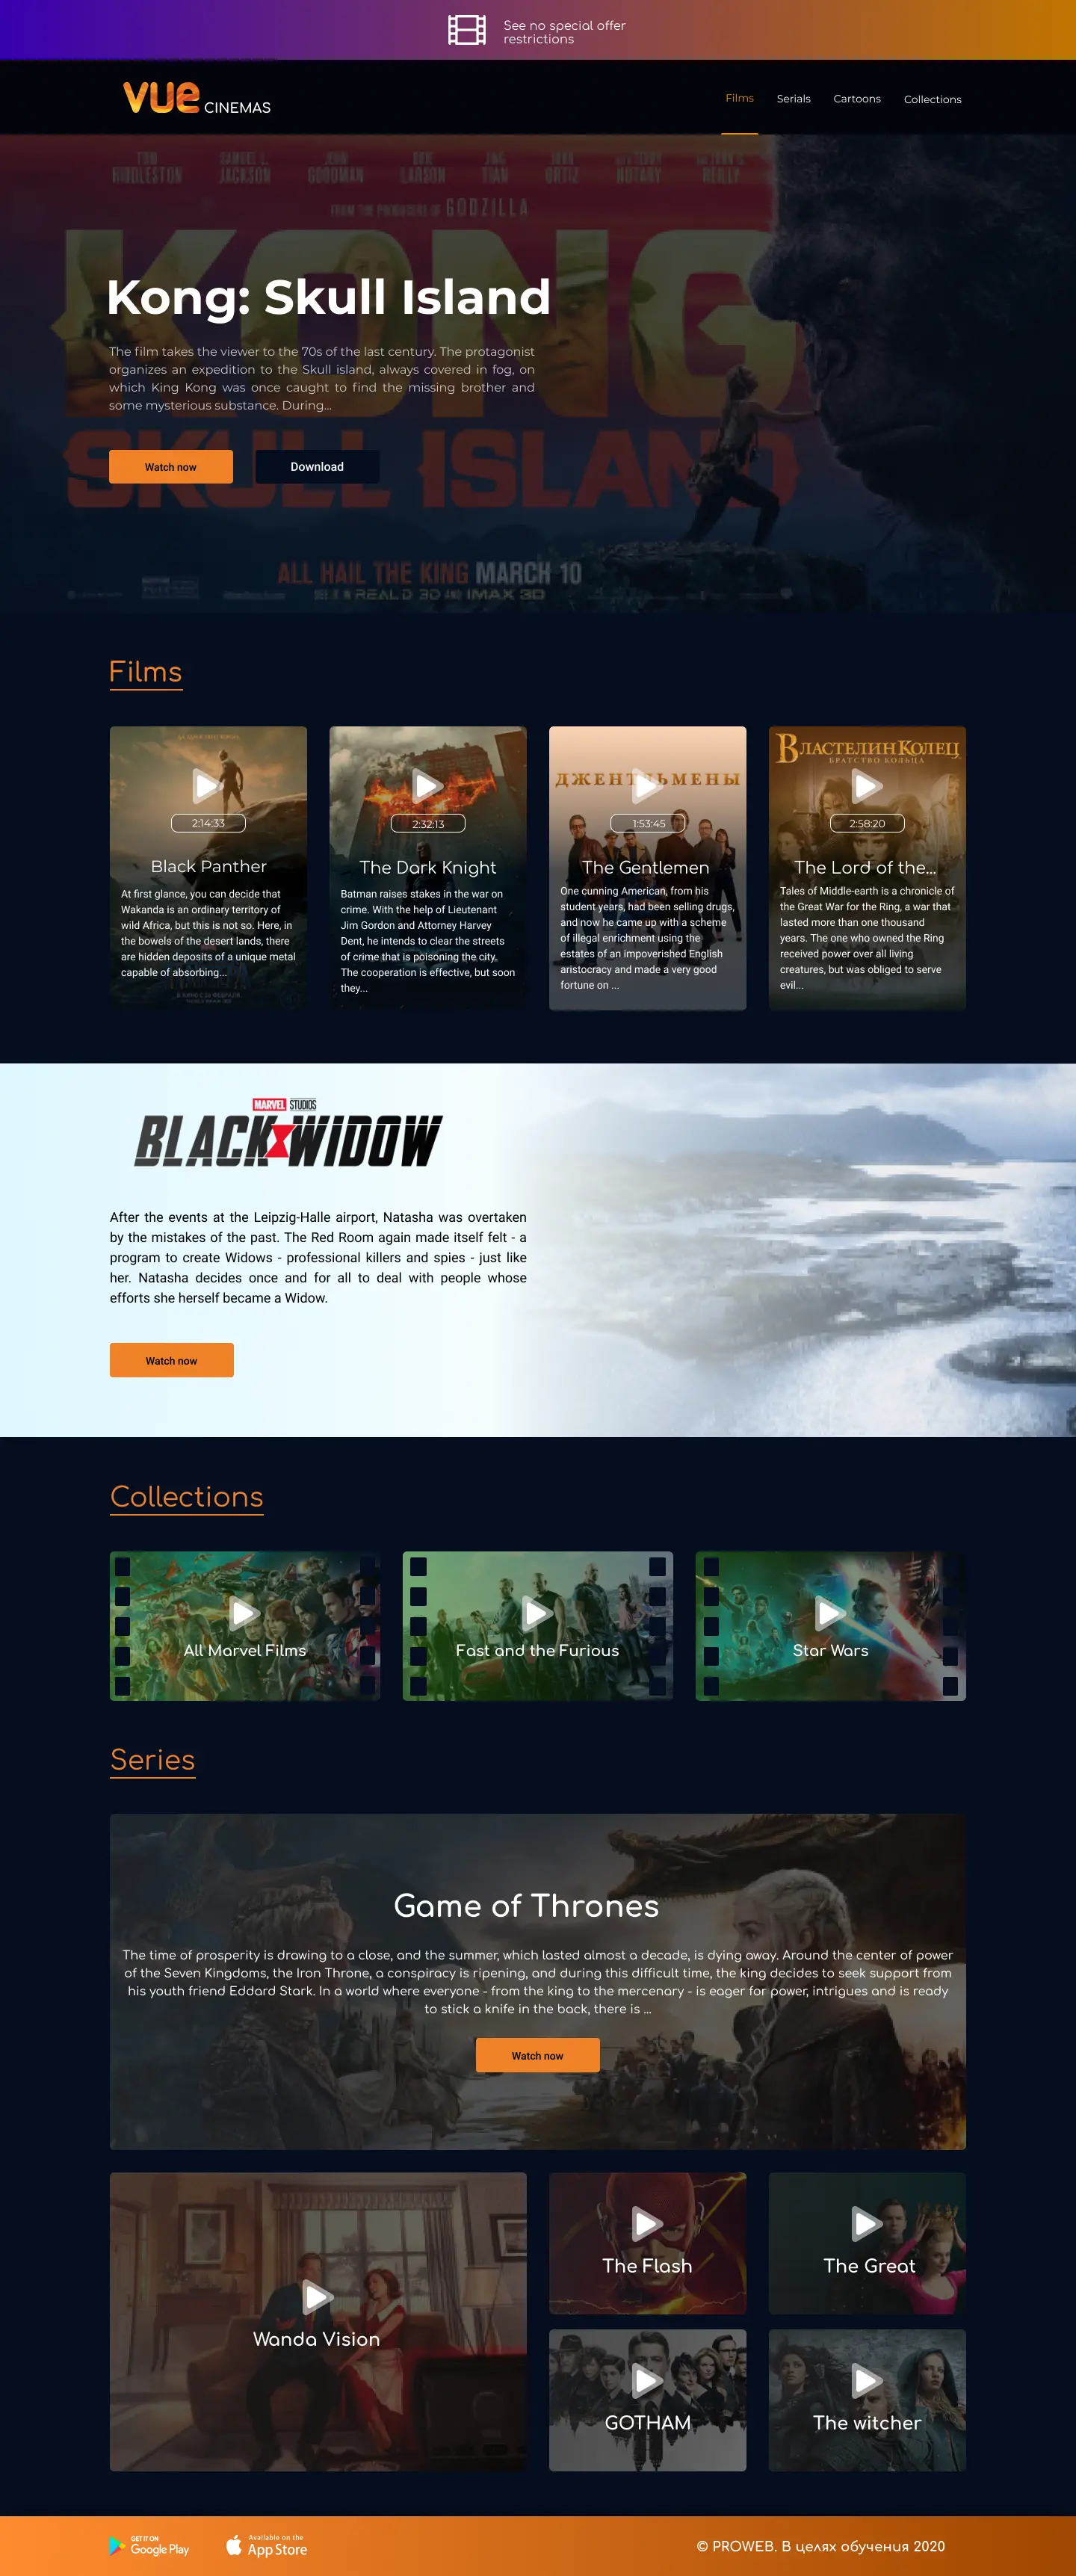 See no special offer
restrictions
vue CINEMAS
Films
Serials
Cartoons
Collections
TOM HIDDLESTON
SAMUEL L. JACKSON
JOHN GOODMAN
BRIE LARSON
JING TIAN
JOHN ORTIZ
FROM THE PRODUCERS OF GODZILLA
KONG
SKULL ISLAND
Kong: Skull Island
The film takes the viewer to the 70s of the last century. The protagonist
organizes an expedition to the Skull island, always covered in fog, on
which King Kong was once caught to find the missing brother and
some mysterious substance. During...
Watch now
Download
ALL HAIL THE KING MARCH 10
REAL D 3D AND IMAX 3D
Films
2:14:33
Black Panther
At first glance, you can decide that
Wakanda is an ordinary territory of
wild Africa, but this is not so. Here, in
the bowels of the desert lands, there
are hidden deposits of a unique metal
capable of absorbing...
2:32:13
The Dark Knight
Batman raises stakes in the war on
crime. With the help of Lieutenant
Jim Gordon and Attorney Harvey
Dent, he intends to clear the streets
of crime that is poisoning the city.
The cooperation is effective, but soon
they...
ДЖЕНТЛЬМЕНЫ
1:53:45
The Gentlemen
One cunning American, from his
student years, had been selling drugs,
and now he came up with a scheme
of illegal enrichment using the
estates of an impoverished English
aristocracy and made a very good
fortune on ...
ВЛАСТЕЛИН КОЛЕЦ
БРАТСТВО КОЛЬЦА
2:58:20
The Lord of the...
Tales of Middle-earth is a chronicle of
the Great War for the Ring, a war that
lasted more than one thousand
years. The one who owned the Ring
received power over all living
creatures, but was obliged to serve
evil...
MARVEL STUDIOS
BLACK WIDOW
After the events at the Leipzig-Halle airport, Natasha was overtaken
by the mistakes of the past. The Red Room again made itself felt - a
program to create Widows - professional killers and spies - just like
her. Natasha decides once and for all to deal with people whose
efforts she herself became a Widow.
Watch now
Collections
All Marvel Films
Fast and the Furious
Star Wars
Series
Game of Thrones
The time of prosperity is drawing to a close, and the summer, which lasted almost a decade, is dying away. Around the center of power
of the Seven Kingdoms, the Iron Throne, a conspiracy is ripening, and during this difficult time, the king decides to seek support from
his youth friend Eddard Stark. In a world where everyone - from the king to the mercenary - is eager for power, intrigues and is ready
to stick a knife in the back, there is ...
Watch now
Wanda Vision
The Flash
The Great
GOTHAM
The witcher
GET IT ON
Google Play
Available on the
App Store
© PROWEB. В целях обучения 2020